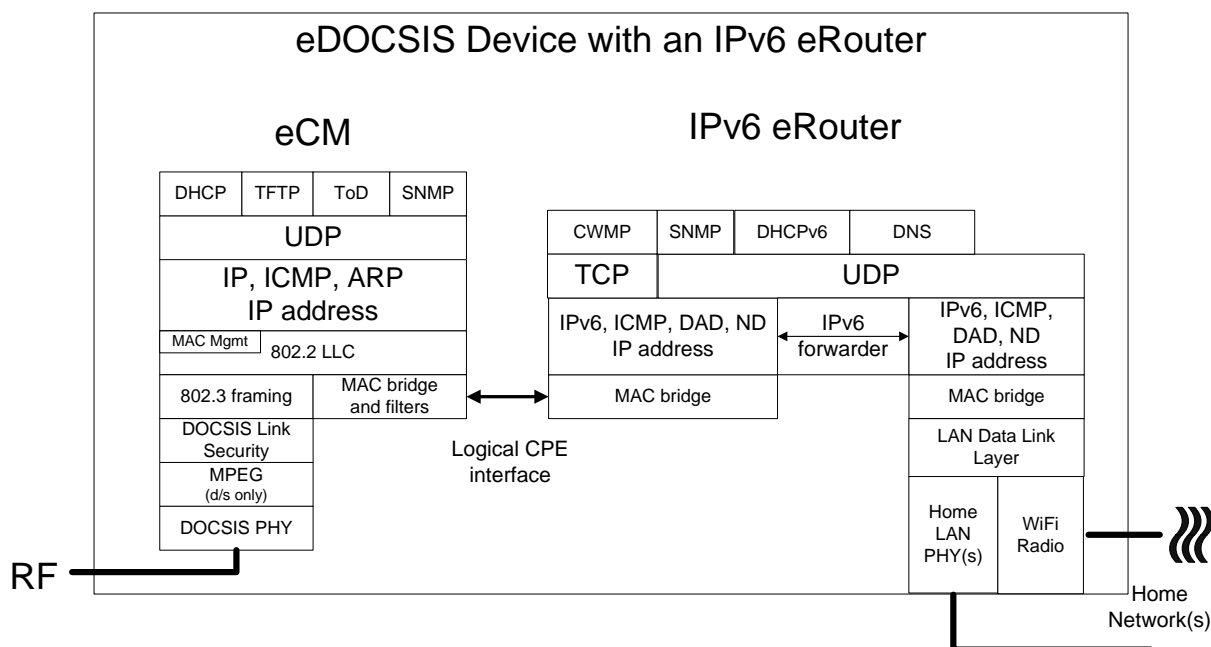 eDOCSIS Device with an IPv6 eRouter
eCM
IPv6 eRouter
DHCP
TFTP
ToD
SNMP
UDP
IP, ICMP, ARP
IP address
MAC Mgmt
802.2 LLC
802.3 framing
MAC bridge
and filters
DOCSIS Link
Security
MPEG
(d/s only)
DOCSIS PHY
RF
Logical CPE
interface
CWMP
SNMP
DHCPv6
DNS
TCP
UDP
IPv6, ICMP, DAD, ND
IP address
IPv6
forwarder
IPv6, ICMP,
DAD, ND
IP address
MAC bridge
MAC bridge
LAN Data Link
Layer
Home
LAN
PHY(s)
WiFi
Radio
Home
Network(s)